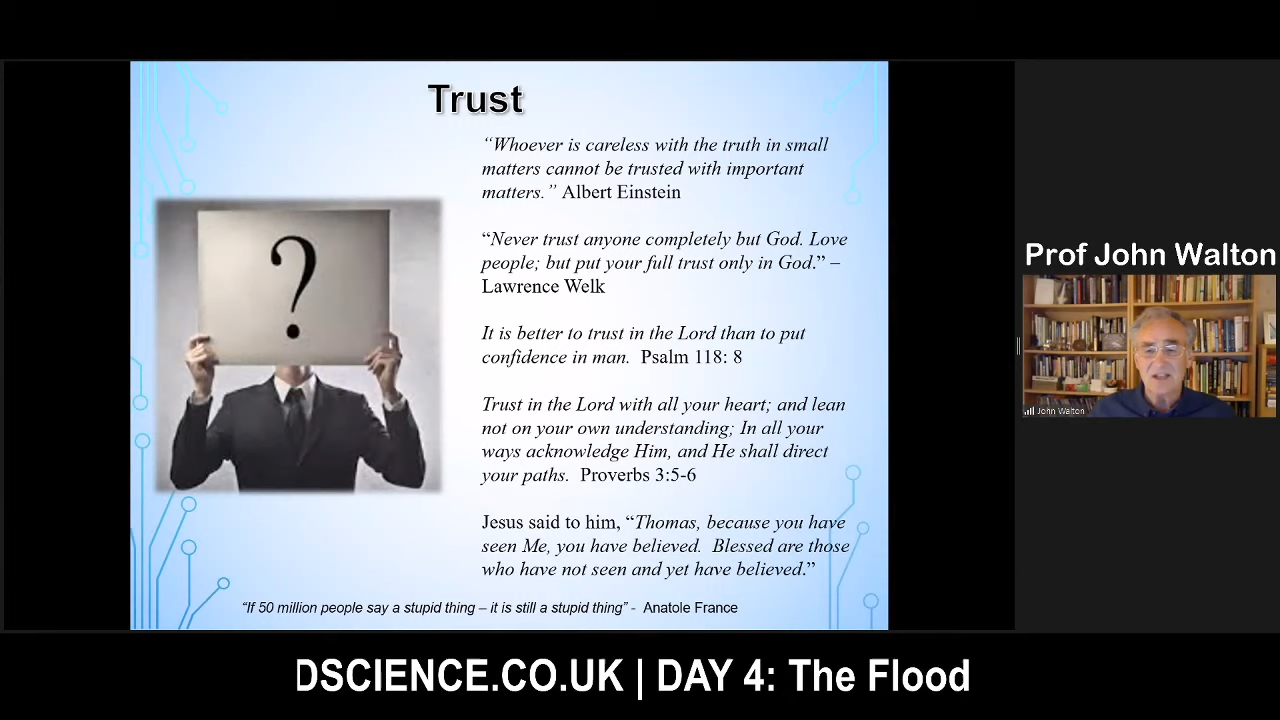 Trust
“Whoever is careless with the truth in small
matters cannot be trusted with important
matters.” Albert Einstein
“Never trust anyone completely but God. Love
people; but put your full trust only in God.” –
Lawrence Welk
It is better to trust in the Lord than to put
confidence in man. Psalm 118: 8
Trust in the Lord with all your heart; and lean
not on your own understanding; In all your
ways acknowledge Him, and He shall direct
your paths. Proverbs 3:5-6
Jesus said to him, “Thomas, because you have
seen Me, you have believed. Blessed are those
who have not seen and yet have believed.”
“If 50 million people say a stupid thing – it is still a stupid thing” - Anatole France
?
Prof John Walton
John Walton
DSCIENCE.CO.UK | DAY 4: The Flood